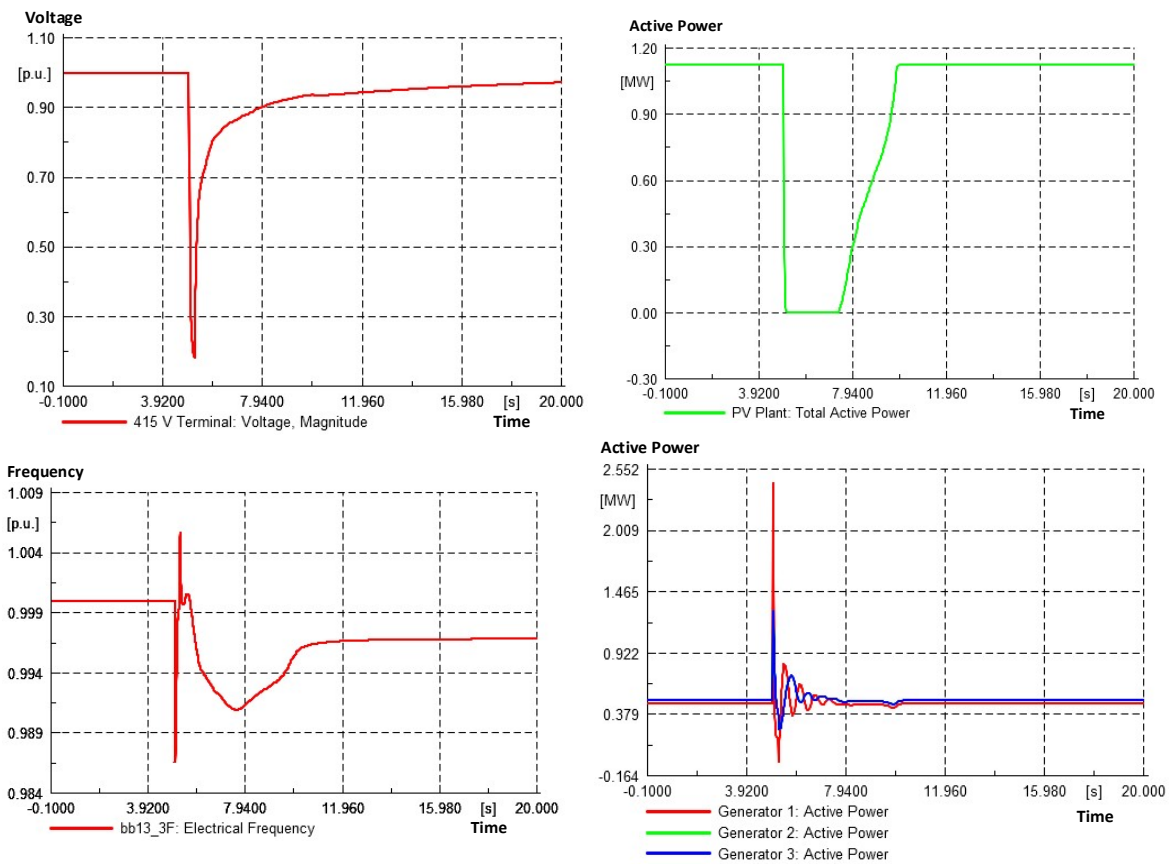 Voltage
1.10
[p.u.]
0.90
0.70
0.50
0.30
0.10
-0.1000 3.9200 7.9400 11.960 15.980 [s] 20.000
415 V Terminal: Voltage, Magnitude Time
Active Power
1.20
[MW]
0.90
0.60
0.30
0.00
-0.30
-0.1000 3.9200 7.9400 11.960 15.980 [s] 20.000
PV Plant: Total Active Power Time
Frequency
1.009
[p.u.]
1.004
0.999
0.994
0.989
0.984
-0.1000 3.9200 7.9400 11.960 15.980 [s] 20.000
bb13_3F: Electrical Frequency Time
Active Power
2.552
[MW]
2.009
1.465
0.922
0.379
-0.164
-0.1000 3.9200 7.9400 11.960 15.980 [s] 20.000
Generator 1: Active Power Time
Generator 2: Active Power
Generator 3: Active Power